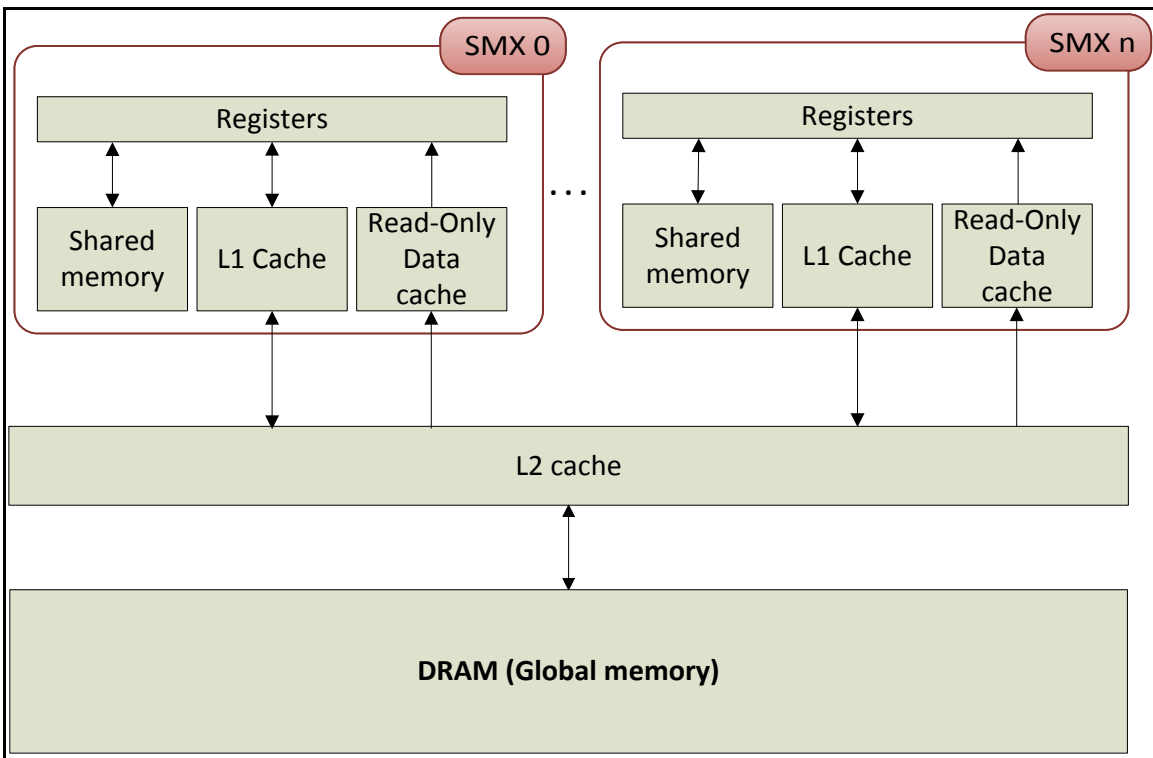 SMX 0
Registers
Shared
memory
L1 Cache
Read-Only
Data
cache
...
SMX n
Registers
Shared
memory
L1 Cache
Read-Only
Data
cache
L2 cache
DRAM (Global memory)